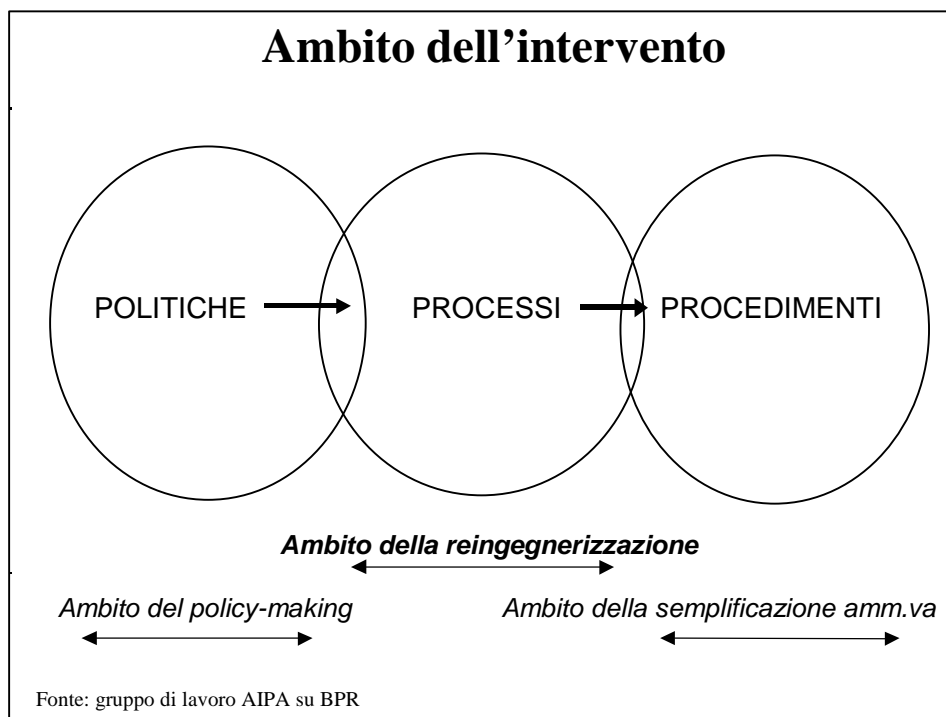 Ambito dell’intervento
POLITICHE PROCESSI PROCEDIMENTI
Ambito della reingegnerizzazione
Ambito del policy-making Ambito della semplificazione amm.va
Fonte: gruppo di lavoro AIPA su BPR